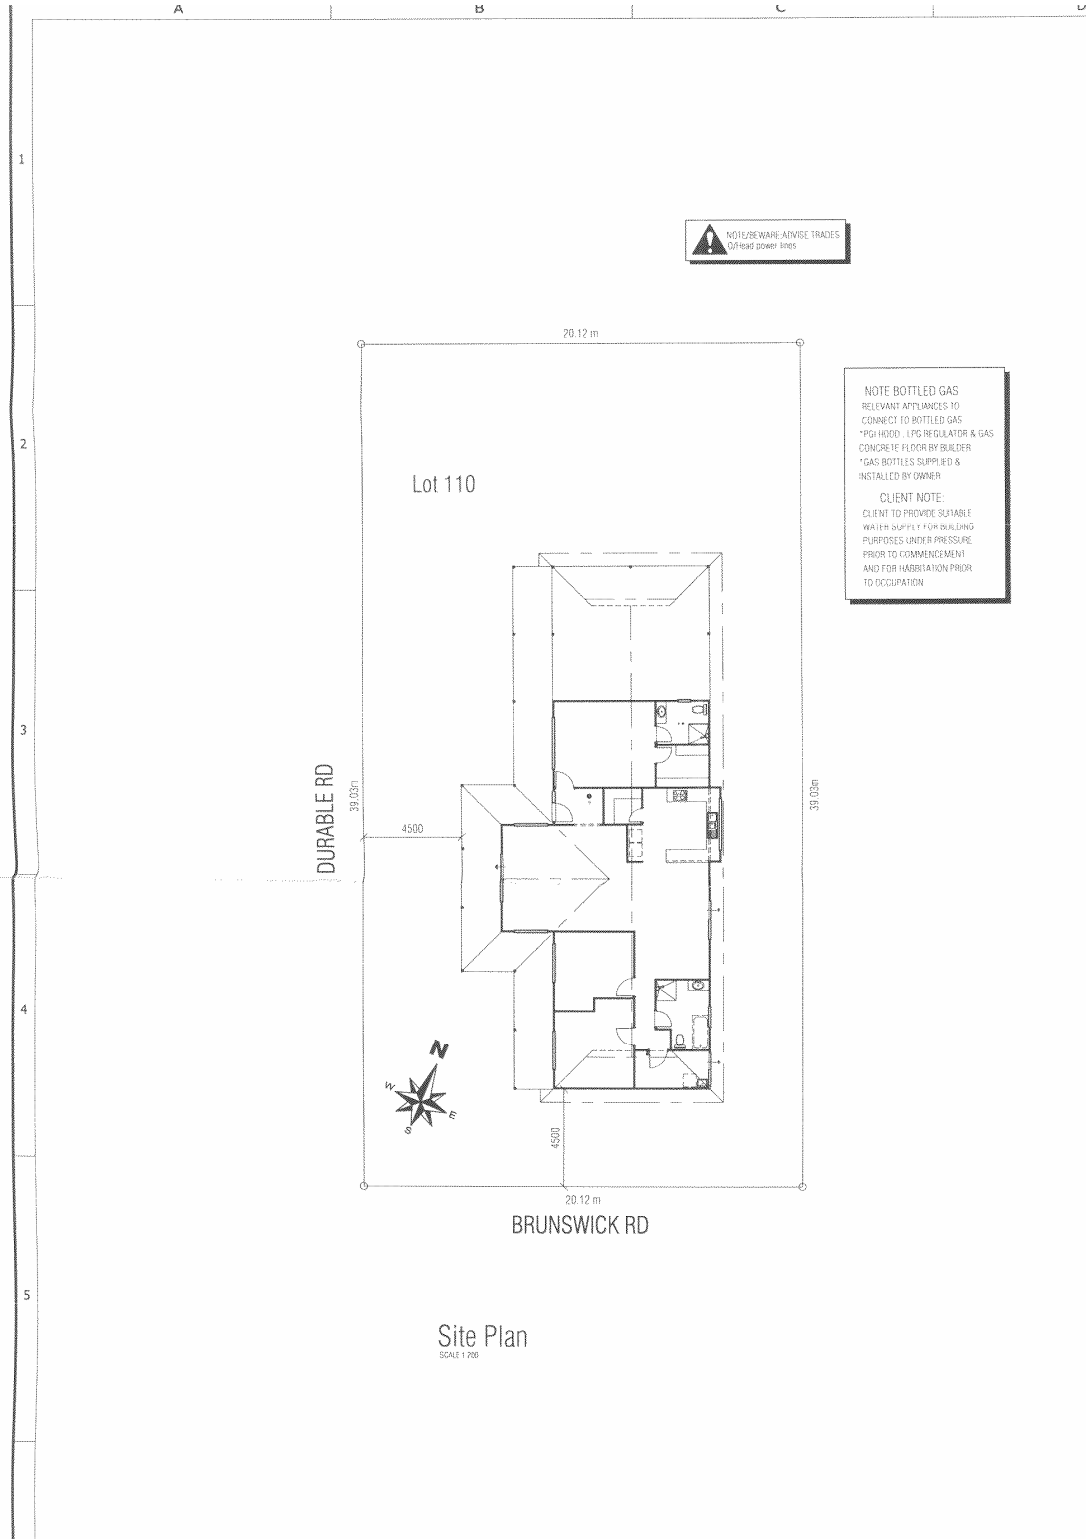 A B C D
1
NOTE/BEWARE:ADVISE TRADES
O/Head power lines
20.12 m
NOTE BOTTLED GAS
RELEVANT APPLIANCES TO
CONNECT TO BOTTLED GAS
REGULATOR & GAS
CONCRETE FLOOR BY BUILDER
*GAS BOTTLES SUPPLIED &
INSTALLED BY OWNER
CLIENT NOTE:
CLIENT TO PROVIDE SUITABLE
WATER SUPPLY FOR BUILDING
PURPOSES UNDER PRESSURE
PRIOR TO COMMENCEMENT
AND FOR HABBITATION PRIOR
TO OCCUPATION
2
Lot 110
3
DURABLE RD
39.03m
39.03m
4500
4
N
W
E
S
4500
20.12 m
BRUNSWICK RD
5
Site Plan
SCALE 1:200